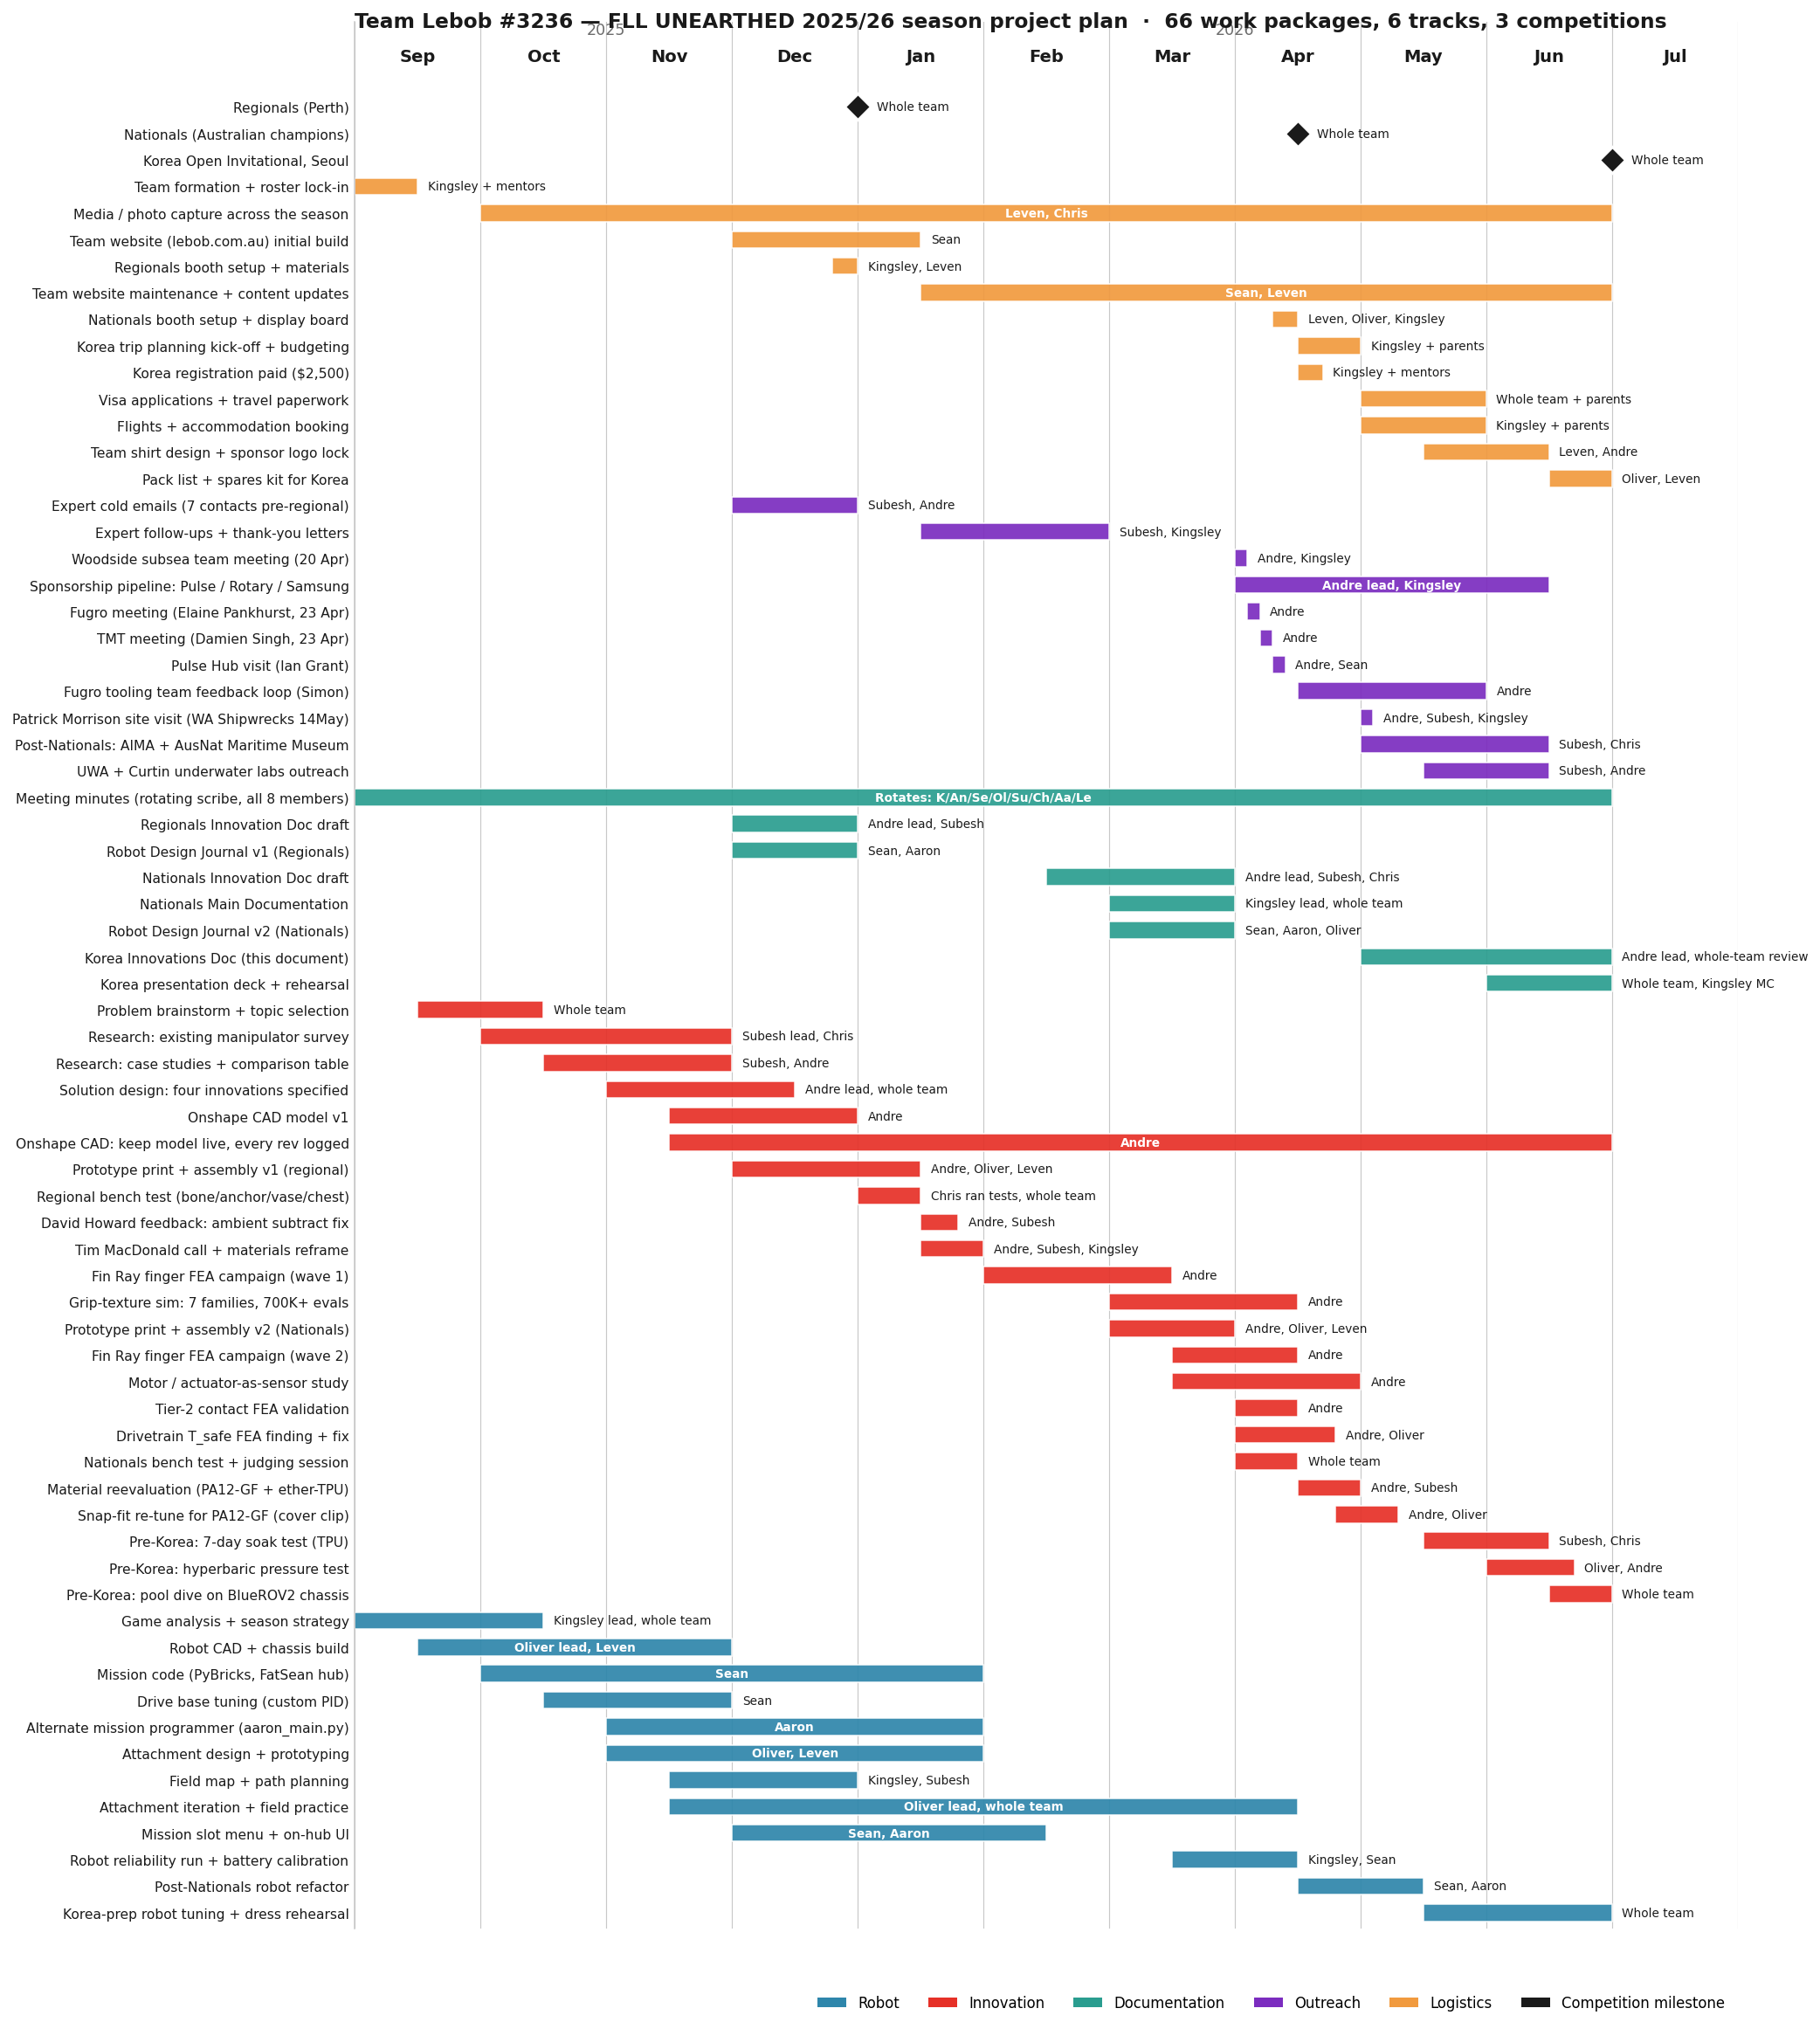 Team Lebob #3236 — FLL UNEARTHED 2025/26 season project plan · 66 work packages, 6 tracks, 3 competitions
2025 2026
Sep Oct Nov Dec Jan Feb Mar Apr May Jun Jul
Regionals (Perth) Whole team
Nationals (Australian champions) Whole team
Korea Open Invitational, Seoul Whole team
Team formation + roster lock-in Kingsley + mentors
Media / photo capture across the season Leven, Chris
Team website (lebob.com.au) initial build Sean
Regionals booth setup + materials Kingsley, Leven
Team website maintenance + content updates Sean, Leven
Nationals booth setup + display board Leven, Oliver, Kingsley
Korea trip planning kick-off + budgeting Kingsley + parents
Korea registration paid ($2,500) Kingsley + mentors
Visa applications + travel paperwork Whole team + parents
Flights + accommodation booking Kingsley + parents
Team shirt design + sponsor logo lock Leven, Andre
Pack list + spares kit for Korea Oliver, Leven
Expert cold emails (7 contacts pre-regional) Subesh, Andre
Expert follow-ups + thank-you letters Subesh, Kingsley
Woodside subsea team meeting (20 Apr) Andre, Kingsley
Sponsorship pipeline: Pulse / Rotary / Samsung Andre lead, Kingsley
Fugro meeting (Elaine Pankhurst, 23 Apr) Andre
TMT meeting (Damien Singh, 23 Apr) Andre
Pulse Hub visit (Ian Grant) Andre, Sean
Fugro tooling team feedback loop (Simon) Andre
Patrick Morrison site visit (WA Shipwrecks 14May) Andre, Subesh, Kingsley
Post-Nationals: AIMA + AusNat Maritime Museum Subesh, Chris
UWA + Curtin underwater labs outreach Subesh, Andre
Meeting minutes (rotating scribe, all 8 members) Rotates: K/An/Se/Ol/Su/Ch/Aa/Le
Regionals Innovation Doc draft Andre lead, Subesh
Robot Design Journal v1 (Regionals) Sean, Aaron
Nationals Innovation Doc draft Andre lead, Subesh, Chris
Nationals Main Documentation Kingsley lead, whole team
Robot Design Journal v2 (Nationals) Sean, Aaron, Oliver
Korea Innovations Doc (this document) Andre lead, whole-team review
Korea presentation deck + rehearsal Whole team, Kingsley MC
Problem brainstorm + topic selection Whole team
Research: existing manipulator survey Subesh lead, Chris
Research: case studies + comparison table Subesh, Andre
Solution design: four innovations specified Andre lead, whole team
Onshape CAD model v1 Andre
Onshape CAD: keep model live, every rev logged Andre
Prototype print + assembly v1 (regional) Andre, Oliver, Leven
Regional bench test (bone/anchor/vase/chest) Chris ran tests, whole team
David Howard feedback: ambient subtract fix Andre, Subesh
Tim MacDonald call + materials reframe Andre, Subesh, Kingsley
Fin Ray finger FEA campaign (wave 1) Andre
Grip-texture sim: 7 families, 700K+ evals Andre
Prototype print + assembly v2 (Nationals) Andre, Oliver, Leven
Fin Ray finger FEA campaign (wave 2) Andre
Motor / actuator-as-sensor study Andre
Tier-2 contact FEA validation Andre
Drivetrain T_safe FEA finding + fix Andre, Oliver
Nationals bench test + judging session Whole team
Material reevaluation (PA12-GF + ether-TPU) Andre, Subesh
Snap-fit re-tune for PA12-GF (cover clip) Andre, Oliver
Pre-Korea: 7-day soak test (TPU) Subesh, Chris
Pre-Korea: hyperbaric pressure test Oliver, Andre
Pre-Korea: pool dive on BlueROV2 chassis Whole team
Game analysis + season strategy Kingsley lead, whole team
Robot CAD + chassis build Oliver lead, Leven
Mission code (PyBricks, FatSean hub) Sean
Drive base tuning (custom PID) Sean
Alternate mission programmer (aaron_main.py) Aaron
Attachment design + prototyping Oliver, Leven
Field map + path planning Kingsley, Subesh
Attachment iteration + field practice Oliver lead, whole team
Mission slot menu + on-hub UI Sean, Aaron
Robot reliability run + battery calibration Kingsley, Sean
Post-Nationals robot refactor Sean, Aaron
Korea-prep robot tuning + dress rehearsal Whole team
Robot Innovation Documentation Outreach Logistics Competition milestone